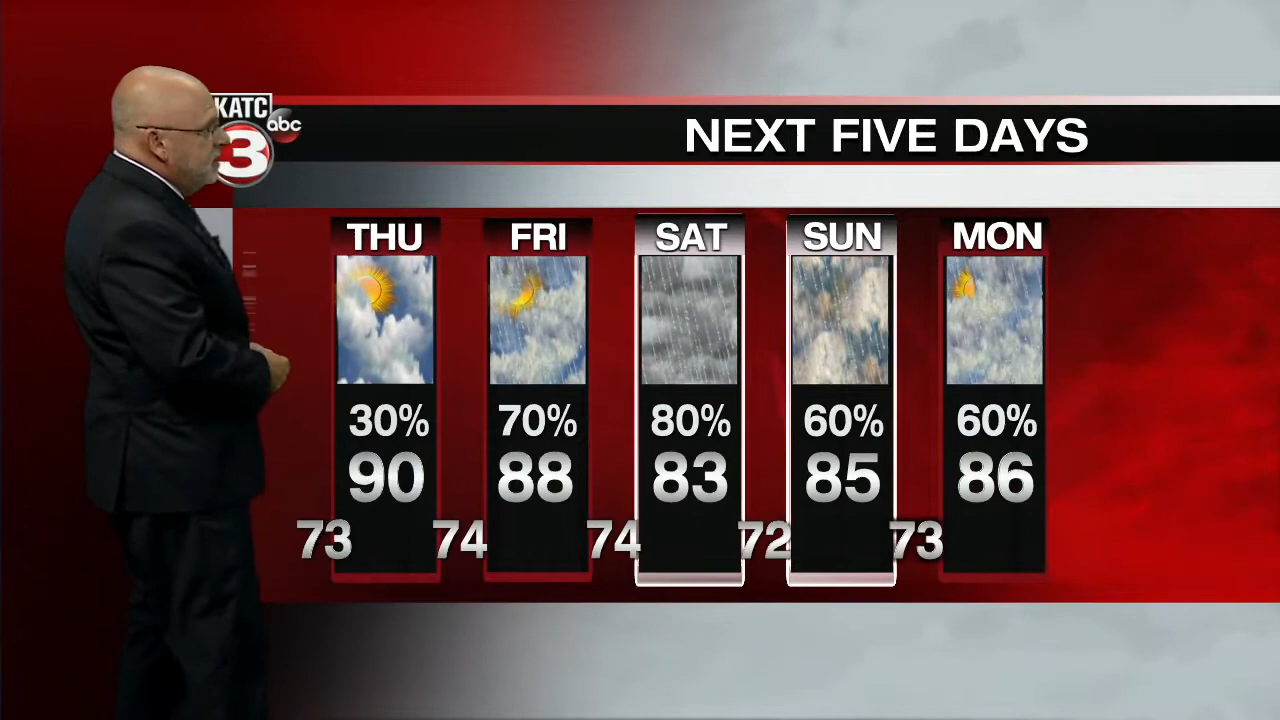 KATC
abc
3
NEXT FIVE DAYS
THU FRI SAT SUN MON
30% 70% 80% 60% 60%
90 88 83 85 86
73 74 74 72 73